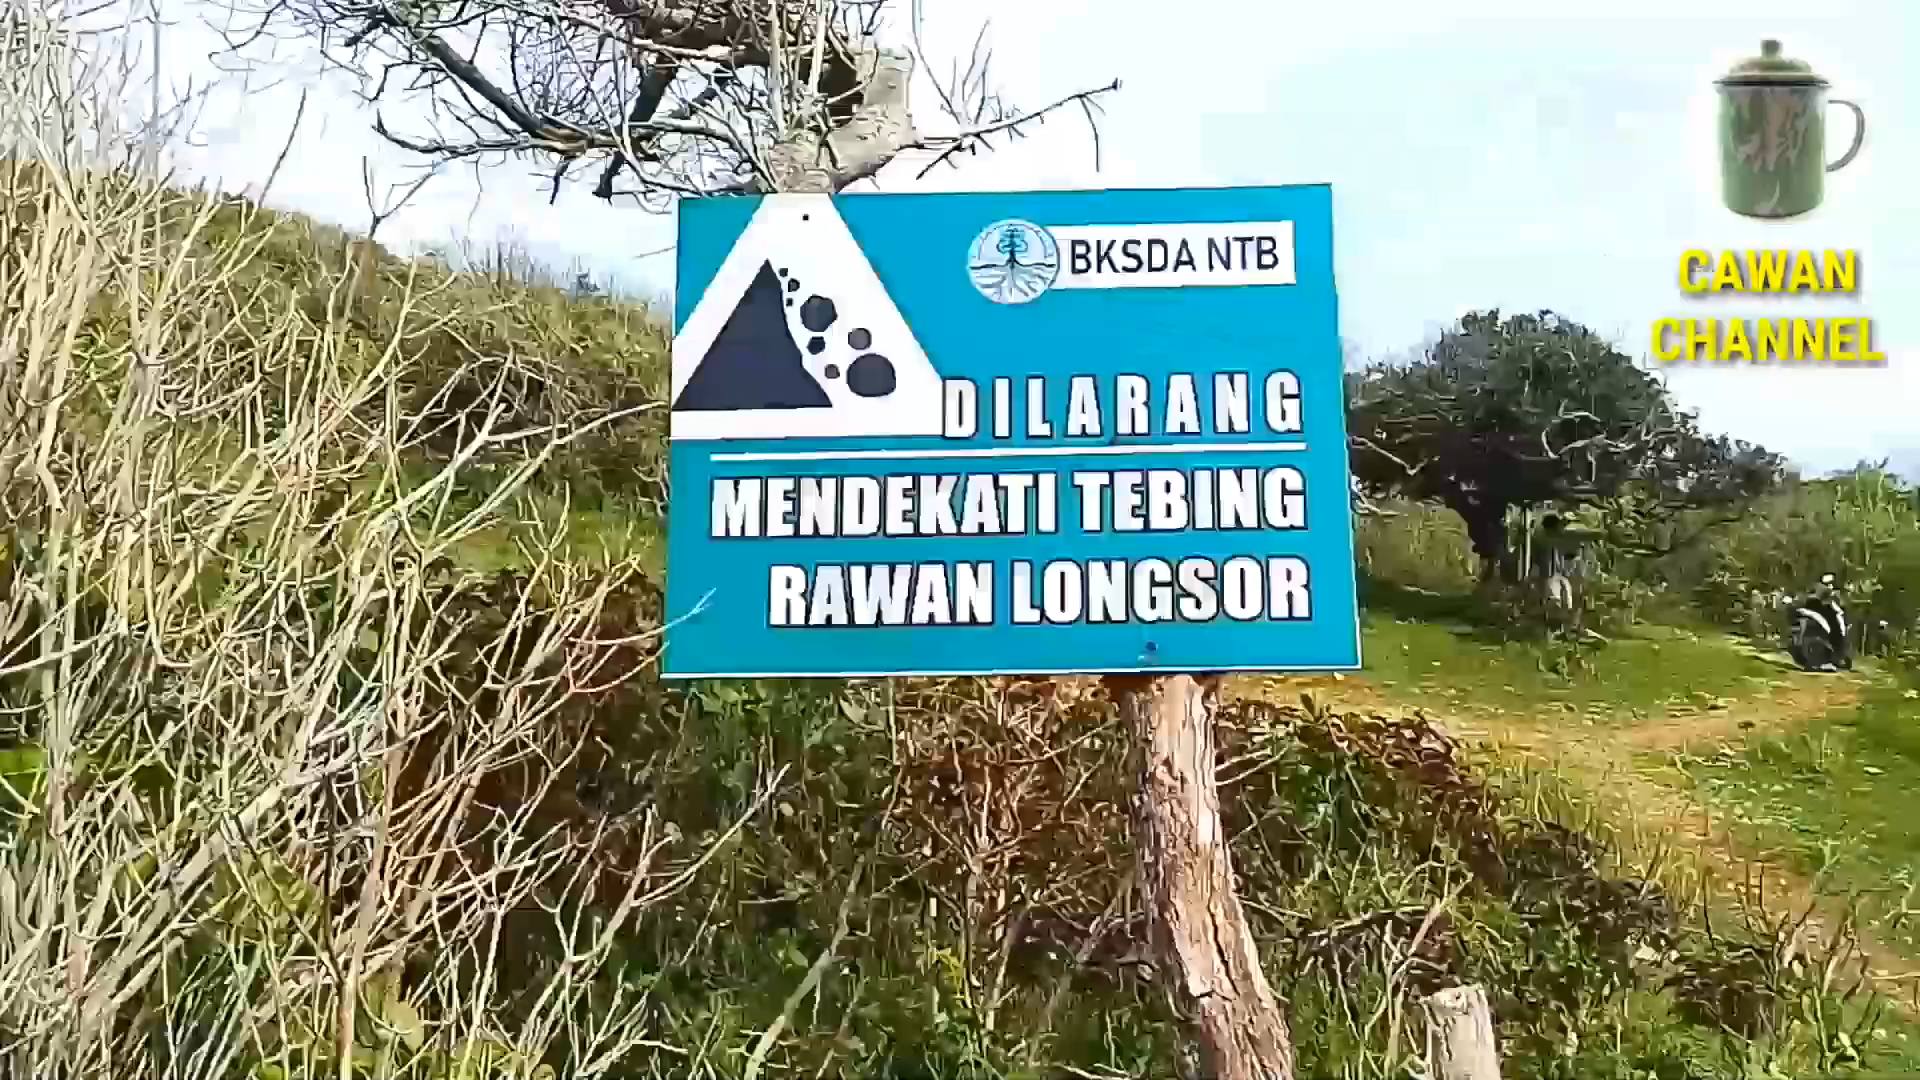 BKSDA NTB
DILARANG
MENDEKATI TEBING
RAWAN LONGSOR
CAWAN
CHANNEL